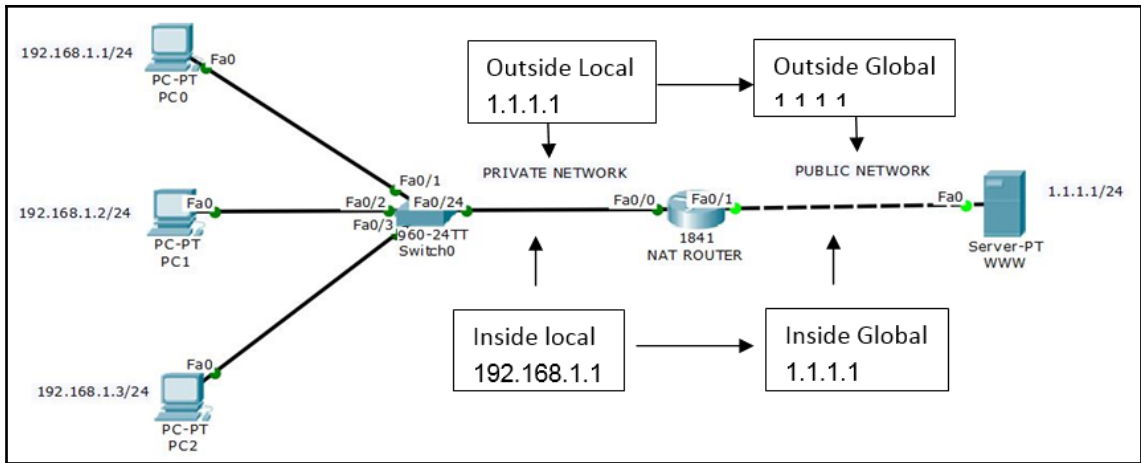 192.168.1.1/24
Fa0
PC-PT
PC0
Outside Local
1.1.1.1
Outside Global
1 1 1 1
PRIVATE NETWORK
PUBLIC NETWORK
192.168.1.2/24
Fa0
PC-PT
PC1
Fa0/1
Fa0/2
Fa0/24
Fa0/3
960-24TT
Switch0
Fa0/0
Fa0/1
1841
NAT ROUTER
Fa0
1.1.1.1/24
Server-PT
WWW
Inside local
192.168.1.1
Inside Global
1.1.1.1
192.168.1.3/24
Fa0
PC-PT
PC2